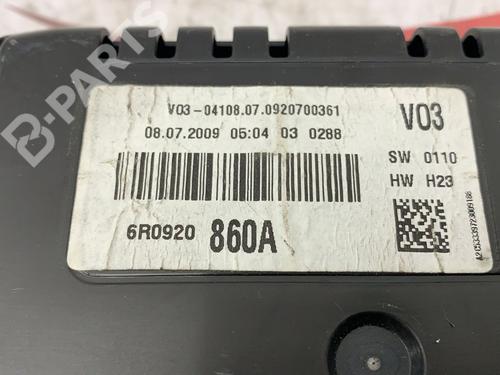 B-PARTS
V03-04108.07.0920700361
08.07.2009 05:04 03 0288
V03
SW 0110
HW H23
6R0920 860A
A2C53339723009186